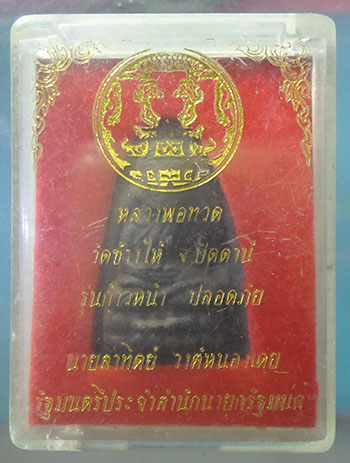 หลวงพ่อทวด
วัดช้างให้ จ ปัตตานี
รุ่นก้าวหน้า ปลอดภัย
นายอาทิตย์ วงศ์หนองเตย
รัฐมนตรีประจำสำนักนายกรัฐมนตรี